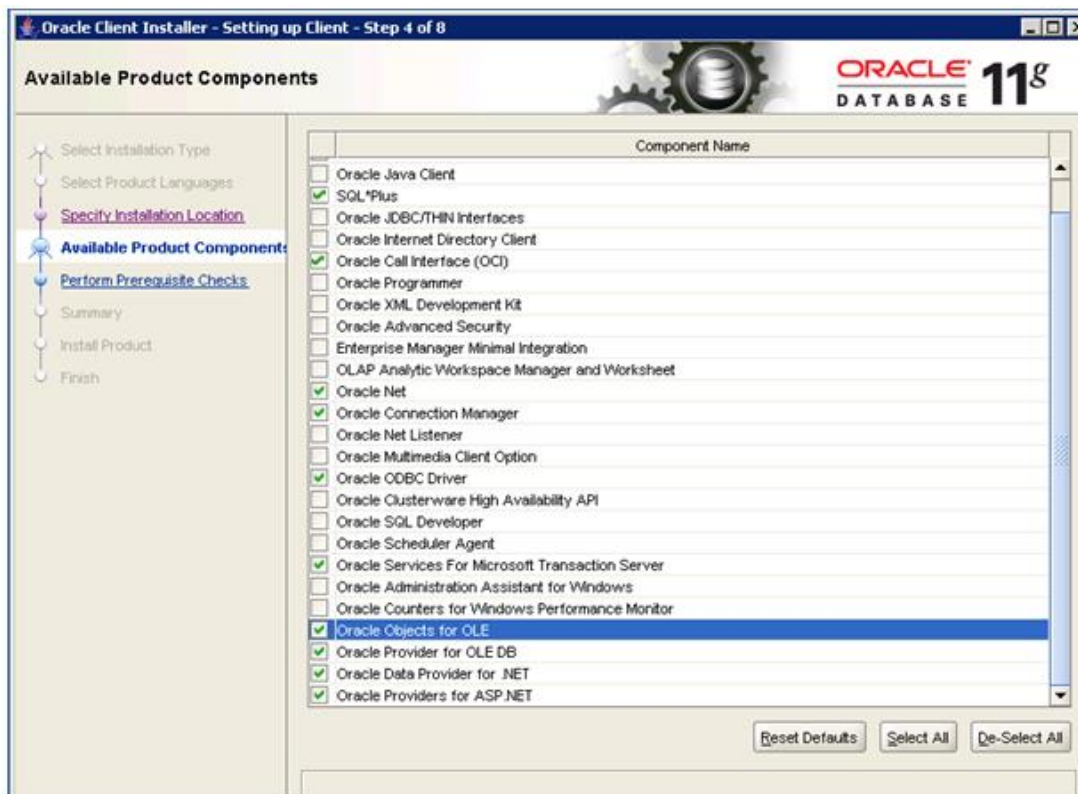 Oracle Client Installer - Setting up Client - Step 4 of 8
Available Product Components
ORACLE
DATABASE 11g
Select Installation Type
Select Product Languages
Specify Installation Location
Available Product Components
Perform Prerequisite Checks
Summary
Install Product
Finish
Component Name
Oracle Java Client
SQL*Plus
Oracle JDBC/THIN Interfaces
Oracle Internet Directory Client
Oracle Call Interface (OCI)
Oracle Programmer
Oracle XML Development Kit
Oracle Advanced Security
Enterprise Manager Minimal Integration
OLAP Analytic Workspace Manager and Worksheet
Oracle Net
Oracle Connection Manager
Oracle Net Listener
Oracle Multimedia Client Option
Oracle ODBC Driver
Oracle Clusterware High Availability API
Oracle SQL Developer
Oracle Scheduler Agent
Oracle Services For Microsoft Transaction Server
Oracle Administration Assistant for Windows
Oracle Counters for Windows Performance Monitor
Oracle Objects for OLE
Oracle Provider for OLE DB
Oracle Data Provider for .NET
Oracle Providers for ASP.NET
Reset Defaults
Select All
De-Select All